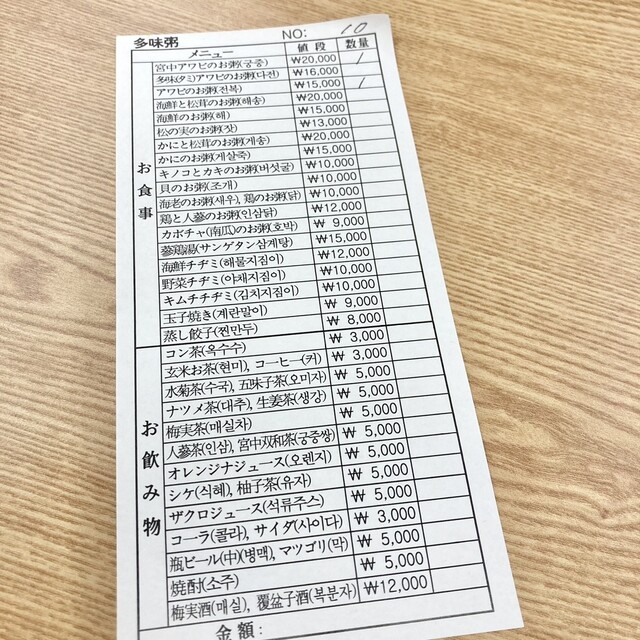 多味粥 NO: 10
メニュー 値段 数量
お食事
宮中アワビのお粥(궁중) ₩20,000 /
多味(タミ)アワビのお粥(다전) ₩16,000
アワビのお粥(전복) ₩15,000 /
海鮮と松茸のお粥(해송) ₩20,000
海鮮のお粥(해) ₩15,000
松の実のお粥(잣) ₩13,000
かにと松茸のお粥(게송) ₩20,000
かにのお粥(게살죽) ₩15,000
キノコとカキのお粥(버섯굴) ₩10,000
貝のお粥(조개) ₩10,000
海老のお粥(새우), 鶏のお粥(닭) ₩10,000
鶏と人蔘のお粥(인삼닭) ₩12,000
カボチャ(南瓜)のお粥(호박) ₩ 9,000
蔘鶏湯(サンゲタン삼게탕) ₩15,000
海鮮チヂミ(해물지짐이) ₩12,000
野菜チヂミ(야채지짐이) ₩10,000
キムチチヂミ(김치지짐이) ₩10,000
玉子焼き(계란말이) ₩ 9,000
蒸し餃子(찐만두) ₩ 8,000
お飲み物
コン茶(옥수수) ₩ 3,000
玄米お茶(현미), コーヒー(커) ₩ 3,000
水菊茶(수국), 五味子茶(오미자) ₩ 5,000
ナツメ茶(대추), 生姜茶(생강) ₩ 5,000
梅実茶(매실차) ₩ 5,000
人蔘茶(인삼), 宮中双和茶(궁중쌍) ₩ 5,000
オレンジナジュース(오렌지) ₩ 5,000
シケ(식혜), 柚子茶(유자) ₩ 5,000
ザクロジュース(석류주스) ₩ 5,000
コーラ(콜라), サイダ(사이다) ₩ 3,000
瓶ビール(中)(병맥), マツゴリ(막) ₩ 5,000
焼酎(소주) ₩ 5,000
梅実酒(매실), 覆盆子酒(복분자) ₩12,000
金額: